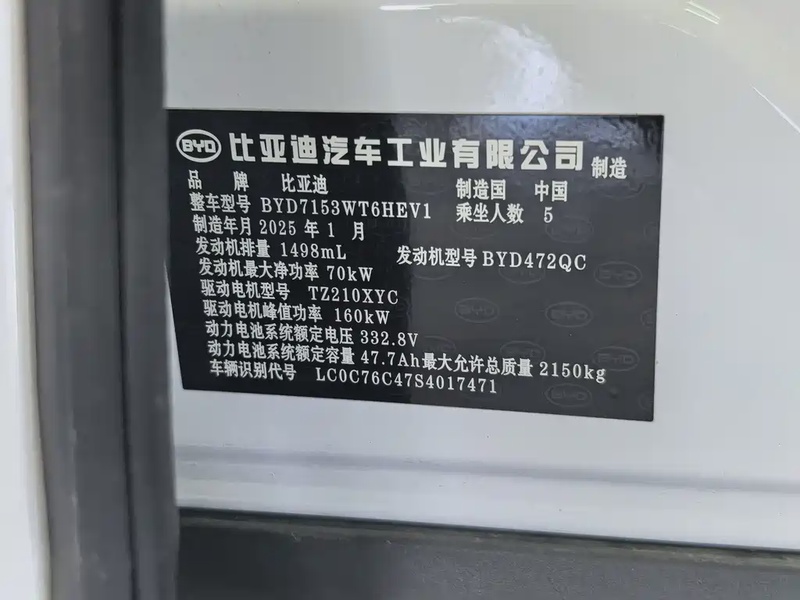 BYD 比亚迪汽车工业有限公司 制造
品 牌 比亚迪 制造国 中国
整车型号 BYD7153WT6HEV1 乘坐人数 5
制造年月 2025 年 1 月
发动机排量 1498mL 发动机型号 BYD472QC
发动机最大净功率 70kW
驱动电机型号 TZ210XYC
驱动电机峰值功率 160kW
动力电池系统额定电压 332.8V
动力电池系统额定容量 47.7Ah 最大允许总质量 2150kg
车辆识别代号 LC0C76C47S4017471